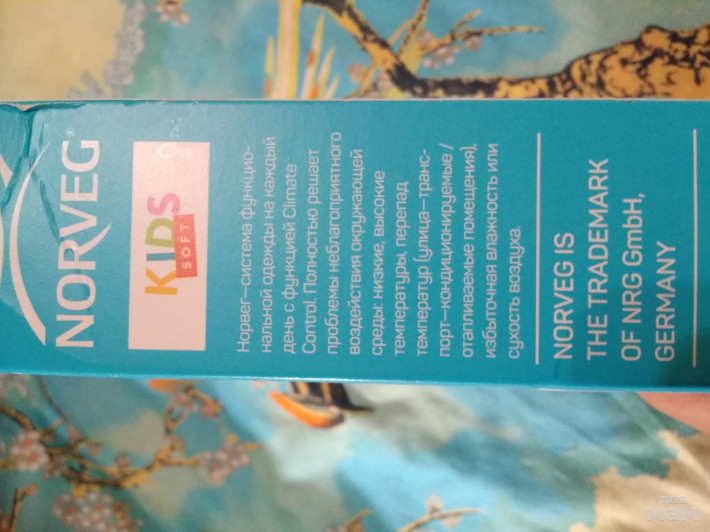 NORVEG®
KIDS
SOFT
Норвег—система функцио-
нальной одежды на каждый
день с функцией Climate
Control. Полностью решает
проблемы неблагоприятного
воздействия окружающей
среды: низкие, высокие
температуры, перепад
температур (улица—транс-
порт—кондиционируемые /
отапливаемые помещения),
избыточная влажность или
сухость воздуха.
NORVEG IS
THE TRADEMARK
OF NRG GmbH,
GERMANY